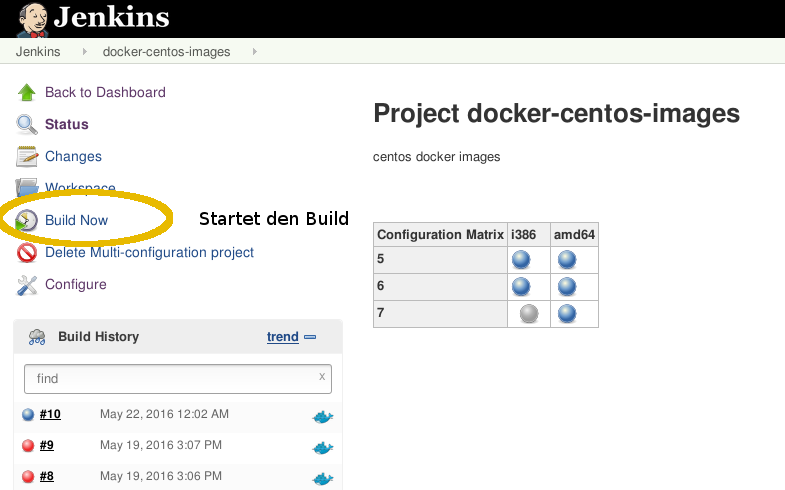 Jenkins
Jenkins docker-centos-images
Back to Dashboard
Status
Changes
Workspace
Build Now
Startet den Build
Delete Multi-configuration project
Configure
Build History trend
find x
#10 May 22, 2016 12:02 AM
#9 May 19, 2016 3:07 PM
#8 May 19, 2016 3:06 PM
Project docker-centos-images
centos docker images
Configuration Matrix i386 amd64
5
6
7